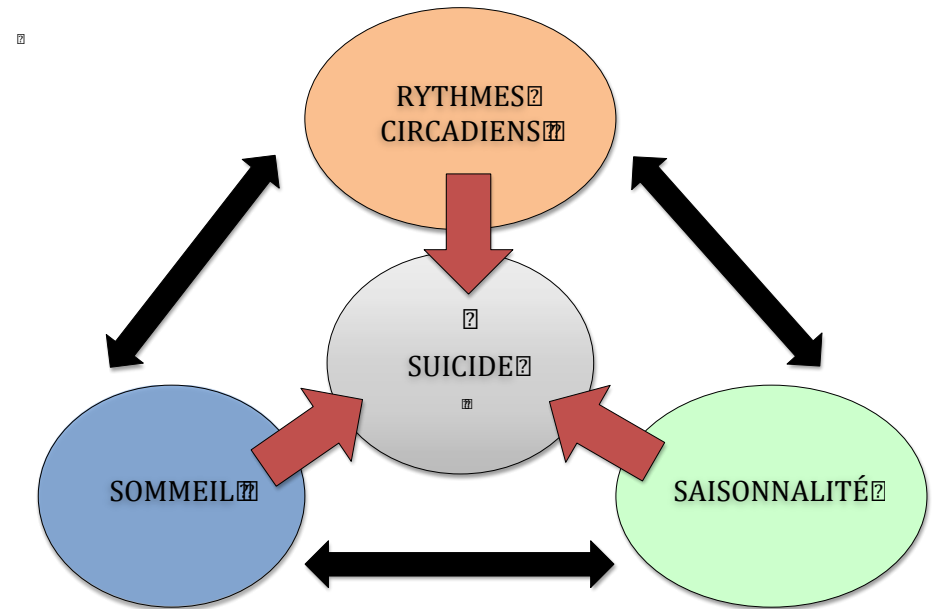 RYTHMES
CIRCADIENS
SUICIDE
SOMMEIL
SAISONNALITÉ